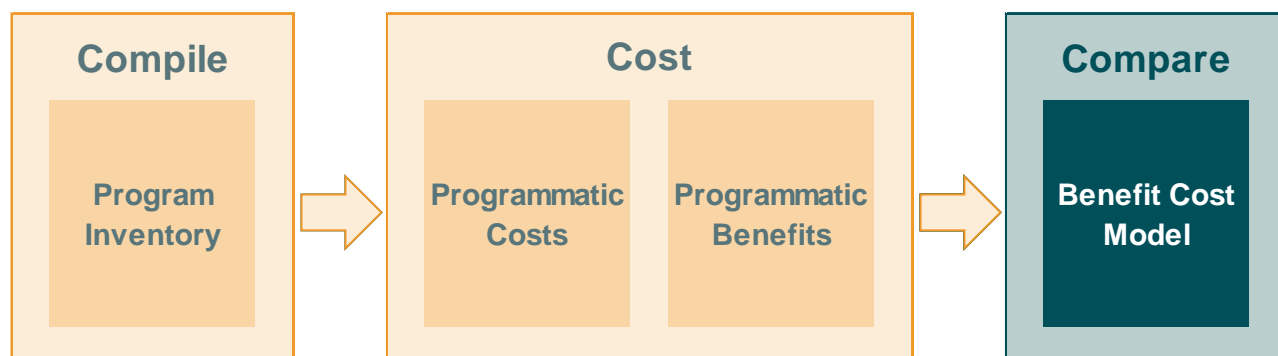 Compile
Program
Inventory
Cost
Programmatic
Costs
Programmatic
Benefits
Compare
Benefit Cost
Model